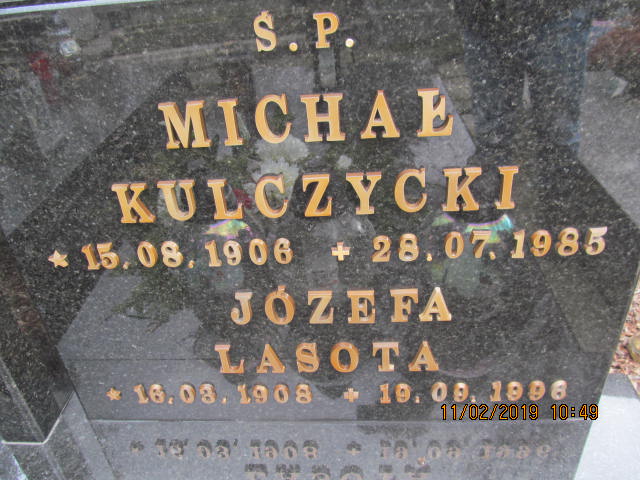 Ś.P.
MICHAŁ
KULCZYCKI
* 15.08.1906 + 28.07.1985
JÓZEFA
LASOTA
* 16.03.1908 + 19.09.1996
11/02/2019 10:49